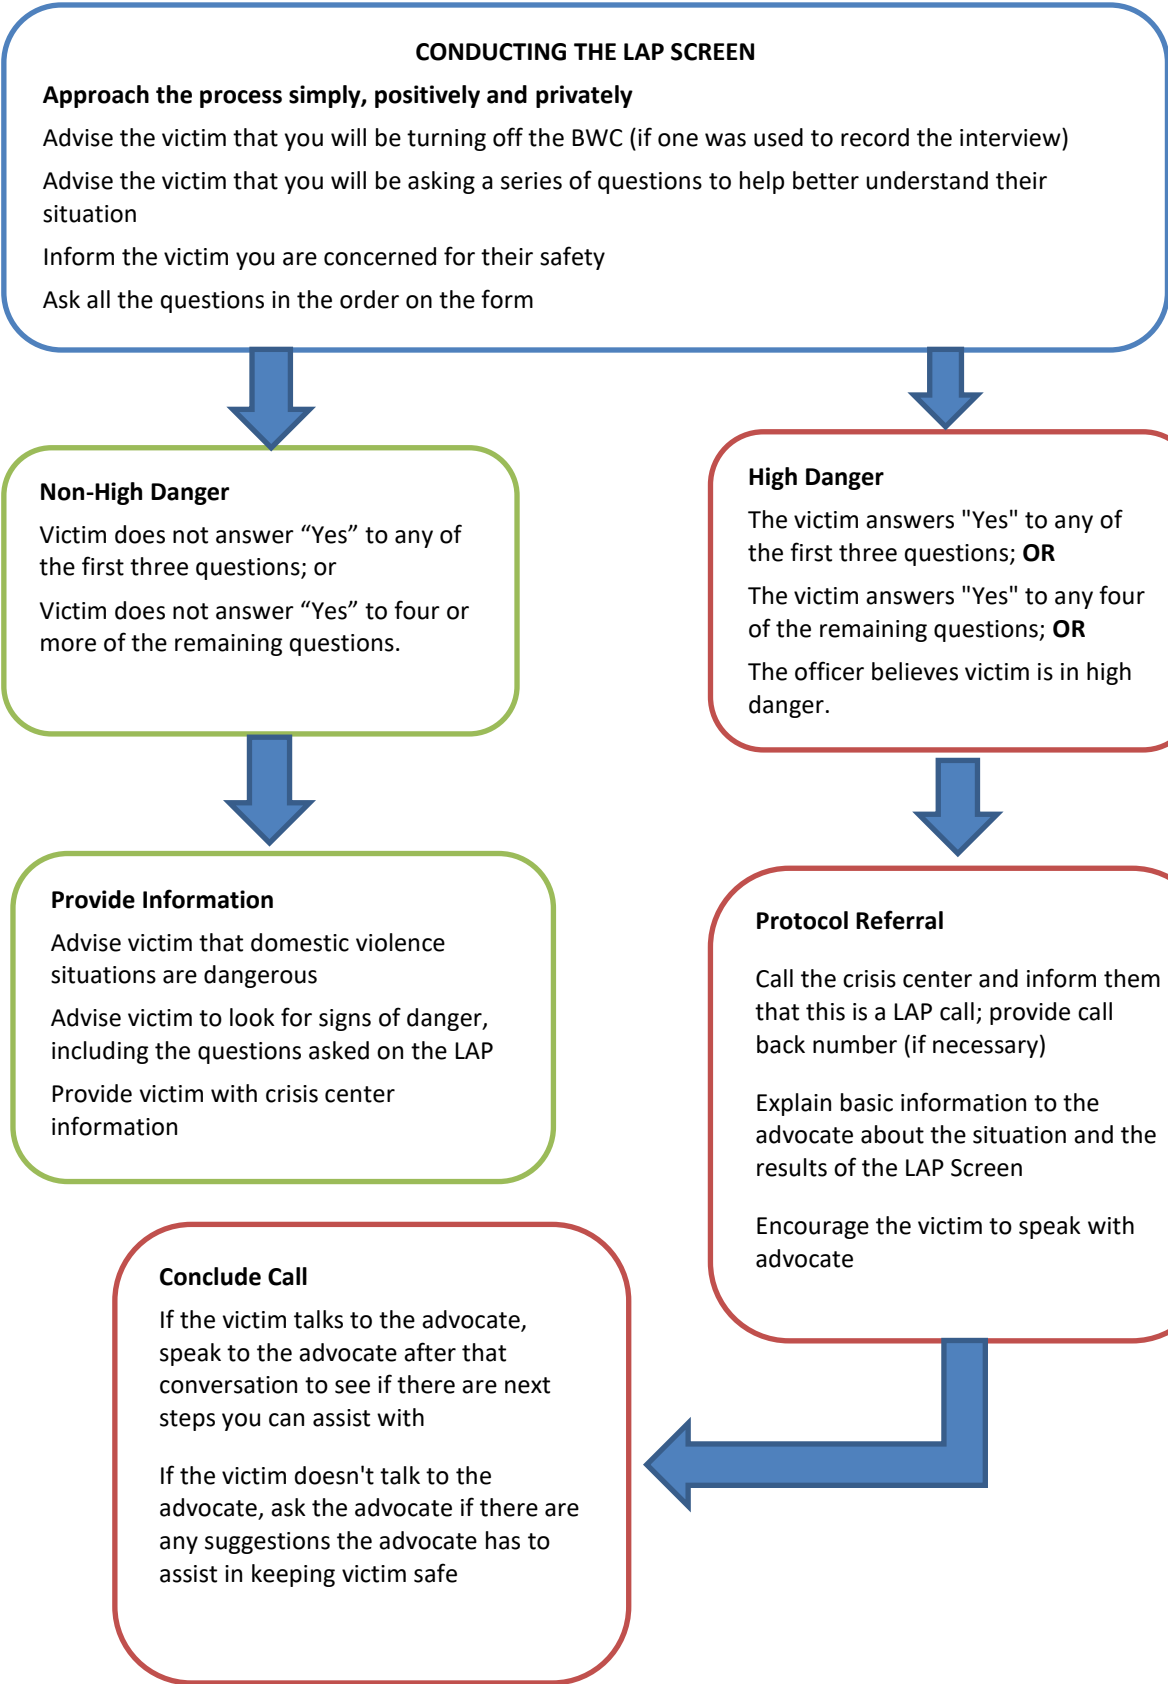 CONDUCTING THE LAP SCREEN
Approach the process simply, positively and privately
Advise the victim that you will be turning off the BWC (if one was used to record the interview)
Advise the victim that you will be asking a series of questions to help better understand their
situation
Inform the victim you are concerned for their safety
Ask all the questions in the order on the form
Non-High Danger
Victim does not answer “Yes” to any of
the first three questions; or
Victim does not answer “Yes” to four or
more of the remaining questions.
High Danger
The victim answers "Yes" to any of
the first three questions; OR
The victim answers "Yes" to any four
of the remaining questions; OR
The officer believes victim is in high
danger.
Provide Information
Advise victim that domestic violence
situations are dangerous
Advise victim to look for signs of danger,
including the questions asked on the LAP
Provide victim with crisis center
information
Protocol Referral
Call the crisis center and inform them
that this is a LAP call; provide call
back number (if necessary)
Explain basic information to the
advocate about the situation and the
results of the LAP Screen
Encourage the victim to speak with
advocate
Conclude Call
If the victim talks to the advocate,
speak to the advocate after that
conversation to see if there are next
steps you can assist with
If the victim doesn't talk to the
advocate, ask the advocate if there are
any suggestions the advocate has to
assist in keeping victim safe